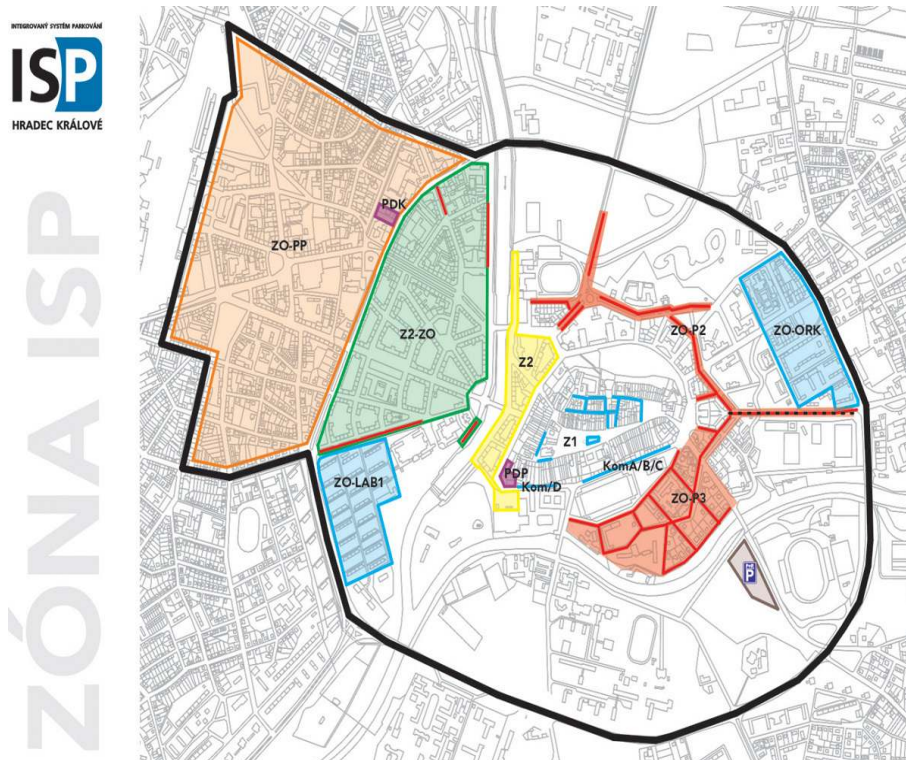 INTEGROVANÝ SYSTÉM PARKOVÁNÍ
ISP
HRADEC KRÁLOVÉ
ZÓNA ISP
PDK
ZO-PP
Z2-ZO
ZO-P2
ZO-ORK
Z2
Z1
KomA/B/C
PDP
Kom/D
ZO-LAB1
ZO-P3
P